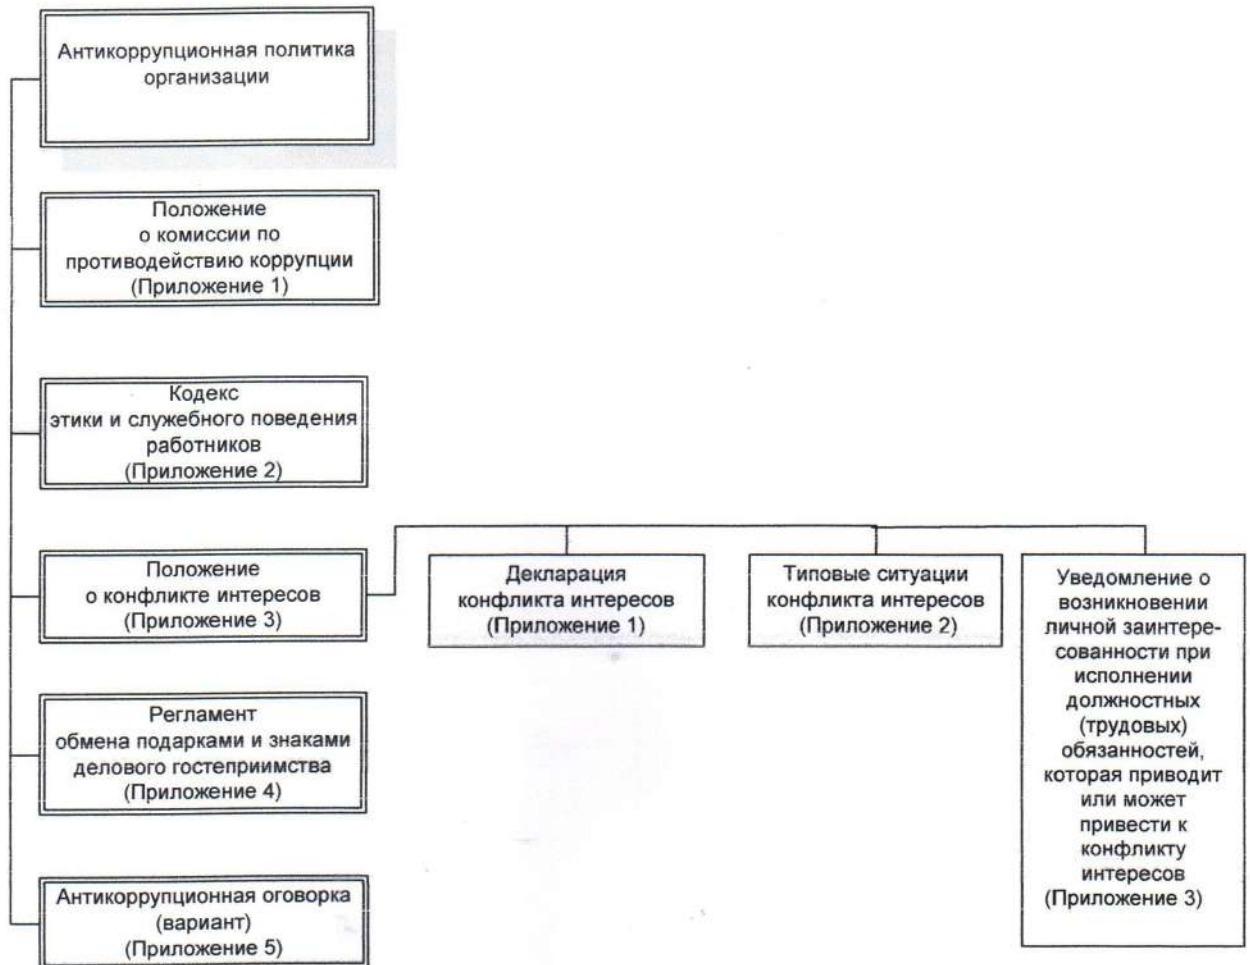 Антикоррупционная политика
организации
Положение
о комиссии по
противодействию коррупции
(Приложение 1)
Кодекс
этики и служебного поведения
работников
(Приложение 2)
Положение
о конфликте интересов
(Приложение 3)
Декларация
конфликта интересов
(Приложение 1)
Типовые ситуации
конфликта интересов
(Приложение 2)
Уведомление о
возникновении
личной заинтере-
сованности при
исполнении
должностных
(трудовых)
обязанностей,
которая приводит
или может
привести к
конфликту
интересов
(Приложение 3)
Регламент
обмена подарками и знаками
делового гостеприимства
(Приложение 4)
Антикоррупционная оговорка
(вариант)
(Приложение 5)